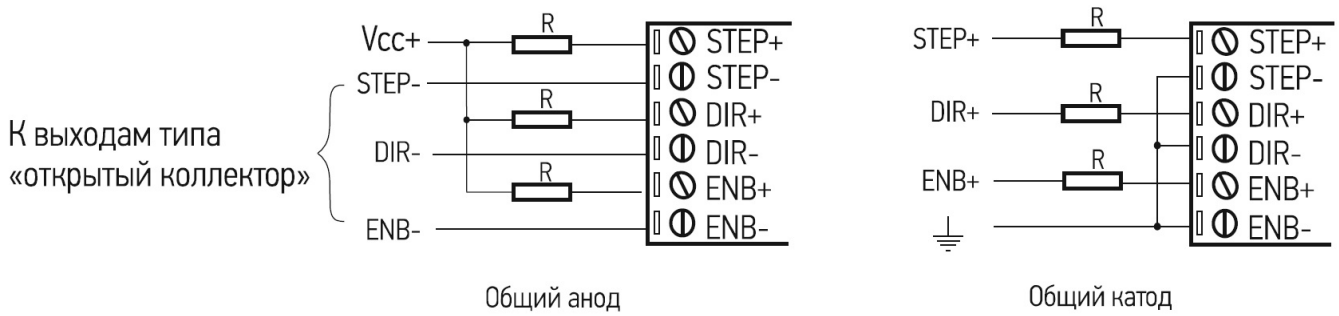 Vcc+
R
STEP+
STEP-
STEP-
R
DIR+
К выходам типа
«открытый коллектор»
DIR-
DIR-
R
ENB+
ENB-
ENB-
Общий анод
STEP+
R
STEP+
STEP-
DIR+
R
DIR+
DIR-
ENB+
R
ENB+
ENB-
Общий катод